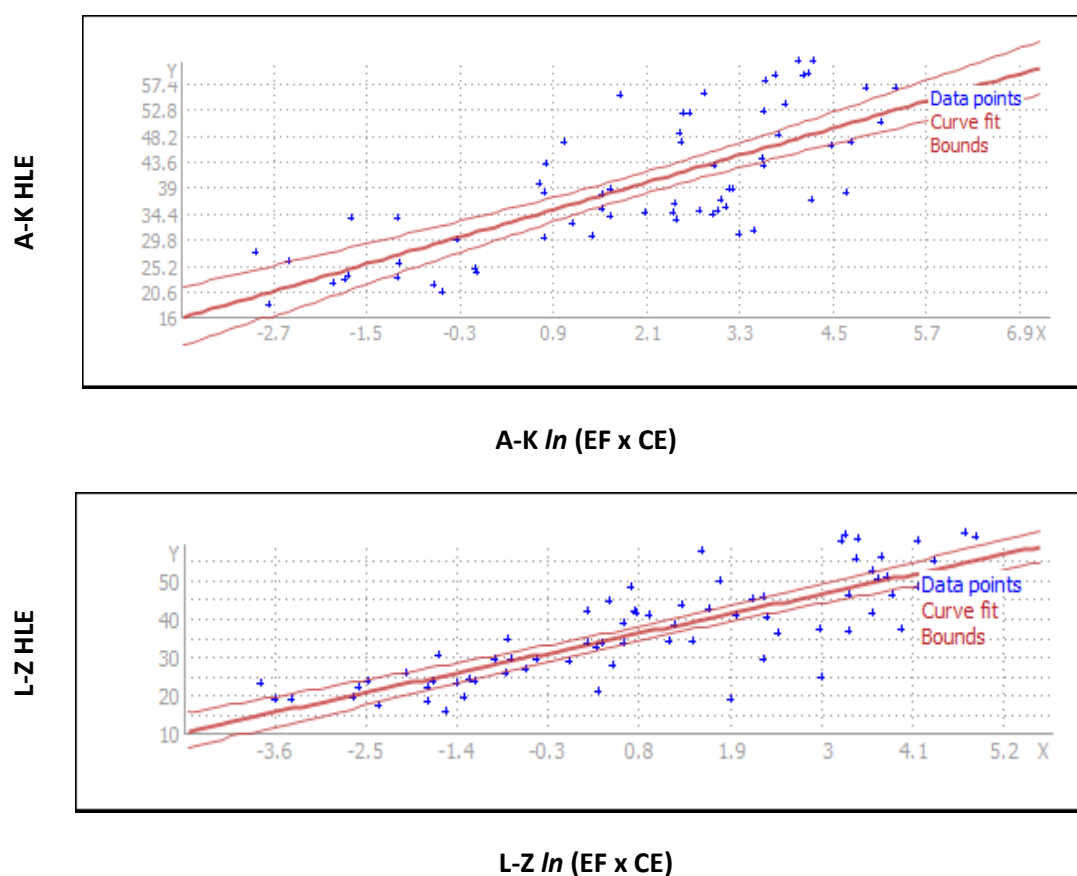 A-K HLE
Y
57.4
52.8
48.2
43.6
39
34.4
29.8
25.2
20.6
16
Data points
Curve fit
Bounds
-2.7 -1.5 -0.3 0.9 2.1 3.3 4.5 5.7 6.9 X
A-K ln (EF x CE)
L-Z HLE
Y
50
40
30
20
10
Data points
Curve fit
Bounds
-3.6 -2.5 -1.4 -0.3 0.8 1.9 3 4.1 5.2 X
L-Z ln (EF x CE)